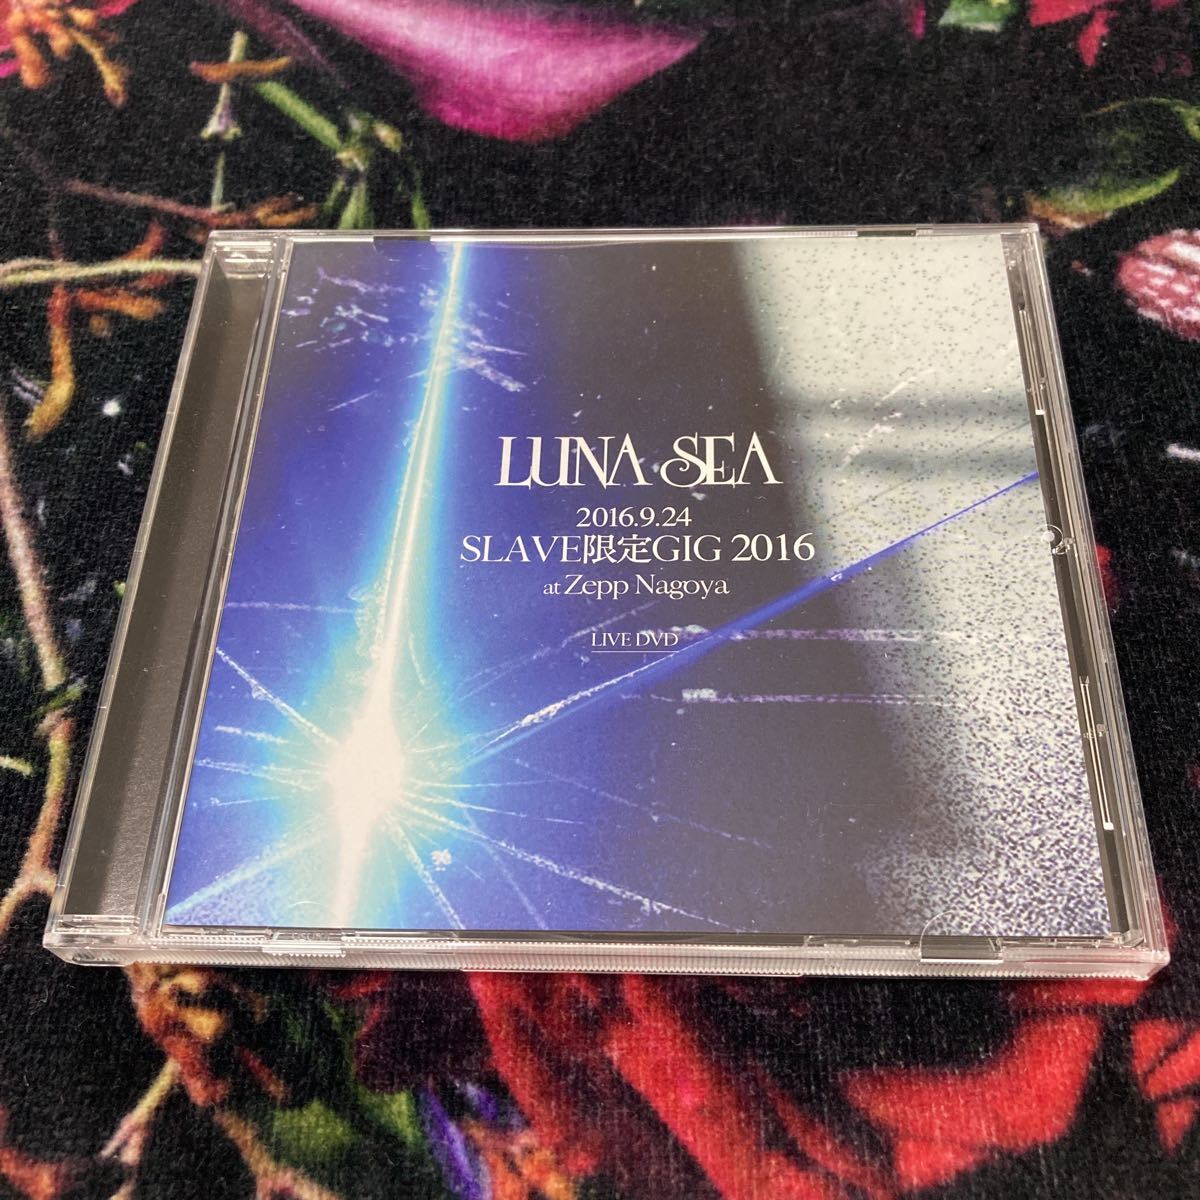 LUNA SEA
2016.9.24
SLAVE限定GIG 2016
at Zepp Nagoya
LIVE DVD